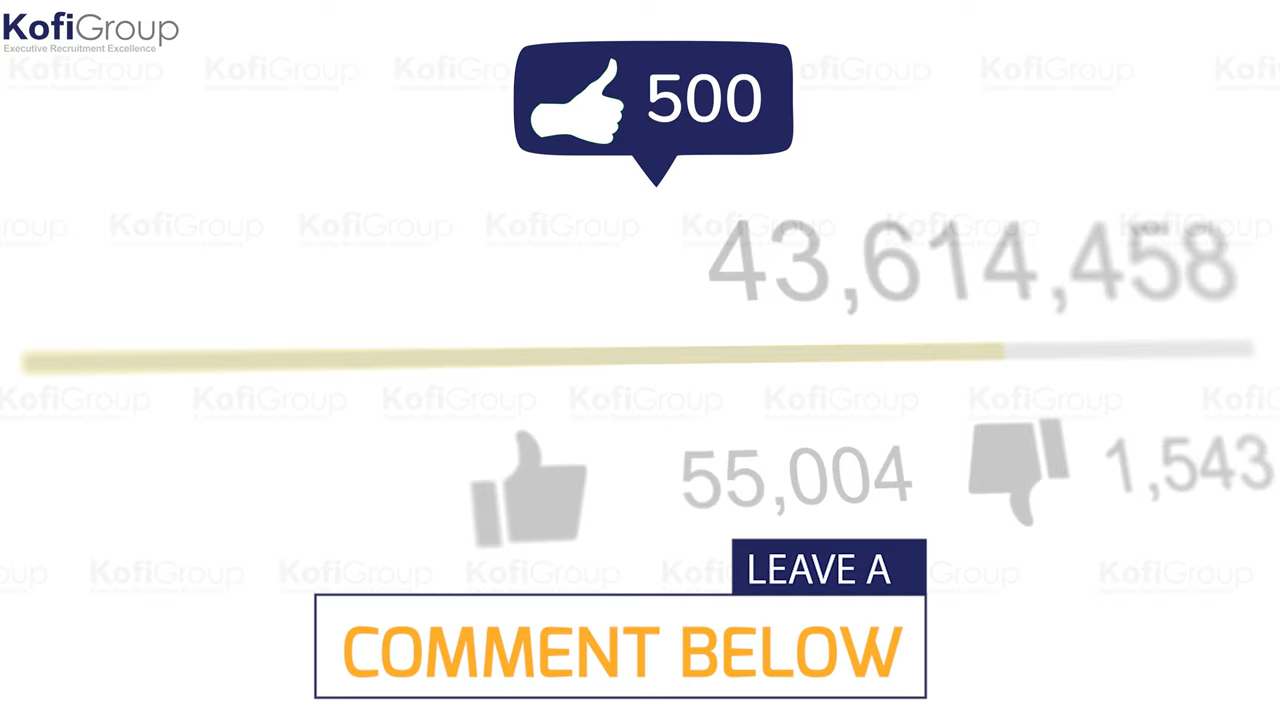 KofiGroup
Executive Recruitment Excellence
500
43,614,458
55,004
1,543
LEAVE A
COMMENT BELOW